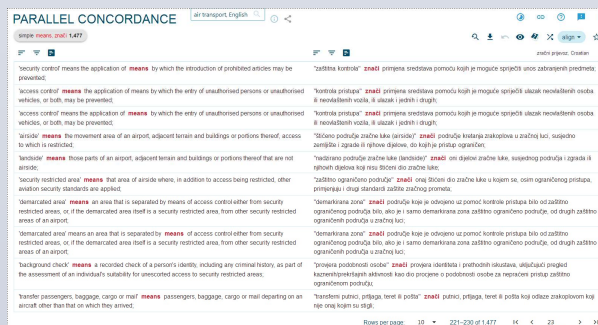 PARALLEL CONCORDANCE
air transport, English
simple means, znači 1,477
align
zračni prijevoz, Croatian
'security control' means the application of means by which the introduction of prohibited articles may be
prevented;
"zaštitna kontrola" znači primjena sredstava pomoću kojih je moguće spriječiti unos zabranjenih predmeta;
'access control' means the application of means by which the entry of unauthorised persons or unauthorised
vehicles, or both, may be prevented;
"kontrola pristupa" znači primjena sredstava pomoću kojih je moguće spriječiti ulazak neovlaštenih osoba
ili neovlaštenih vozila, ili ulazak i jednih i drugih;
'access control' means the application of means by which the entry of unauthorised persons or unauthorised
vehicles, or both, may be prevented;
"kontrola pristupa" znači primjena sredstava pomoću kojih je moguće spriječiti ulazak neovlaštenih osoba
ili neovlaštenih vozila, ili ulazak i jednih i drugih;
'airside' means the movement area of an airport, adjacent terrain and buildings or portions thereof, access
to which is restricted;
"štićeno područje zračne luke (airside)" znači područje kretanja zrakoplova u zračnoj luci, susjedno
zemljište i zgrade ili njihove dijelove, do kojih je pristup ograničen;
'landside' means those parts of an airport, adjacent terrain and buildings or portions thereof that are not
airside;
"nadzirano područje zračne luke (landside)" znači oni dijelovi zračne luke, susjednog područja i zgrada ili
njihovih dijelova koji nisu štićeni dio zračne luke;
'security restricted area' means that area of airside where, in addition to access being restricted, other
aviation security standards are applied;
"zaštitno ograničeno područje" znači onaj štićeni dio zračne luke u kojem se, osim ograničenog pristupa,
primjenjuju i drugi standardi zaštite zračnog prometa;
'demarcated area' means an area that is separated by means of access control either from security
restricted areas, or, if the demarcated area itself is a security restricted area, from other security restricted
areas of an airport;
"demarkirana zona" znači područje koje je odvojeno uz pomoć kontrole pristupa bilo od zaštitno
ograničenog područja bilo, ako je i samo demarkirana zona zaštitno ograničeno područje, od drugih zaštitno
ograničenih područja u zračnoj luci;
'demarcated area' means an area that is separated by means of access control either from security
restricted areas, or, if the demarcated area itself is a security restricted area, from other security restricted
areas of an airport;
"demarkirana zona" znači područje koje je odvojeno uz pomoć kontrole pristupa bilo od zaštitno
ograničenog područja bilo, ako je i samo demarkirana zona zaštitno ograničeno područje, od drugih zaštitno
ograničenih područja u zračnoj luci;
'background check' means a recorded check of a person's identity, including any criminal history, as part of
the assessment of an individual's suitability for unescorted access to security restricted areas;
"provjera podobnosti osobe" znači provjera identiteta i prethodnih iskustava, uključujući pregled
kaznenih/prekršajnih aktivnosti kao dio procjene o podobnosti osobe za nepraćeni pristup zaštitno
ograničenom području;
'transfer passengers, baggage, cargo or mail' means passengers, baggage, cargo or mail departing on an
aircraft other than that on which they arrived;
"transferni putnici, prtljaga, teret ili pošta" znači putnici, prtljaga, teret ili pošta koji odlaze zrakoplovom koji
nije onaj kojim su stigli;
Rows per page: 10 221–230 of 1,477 23